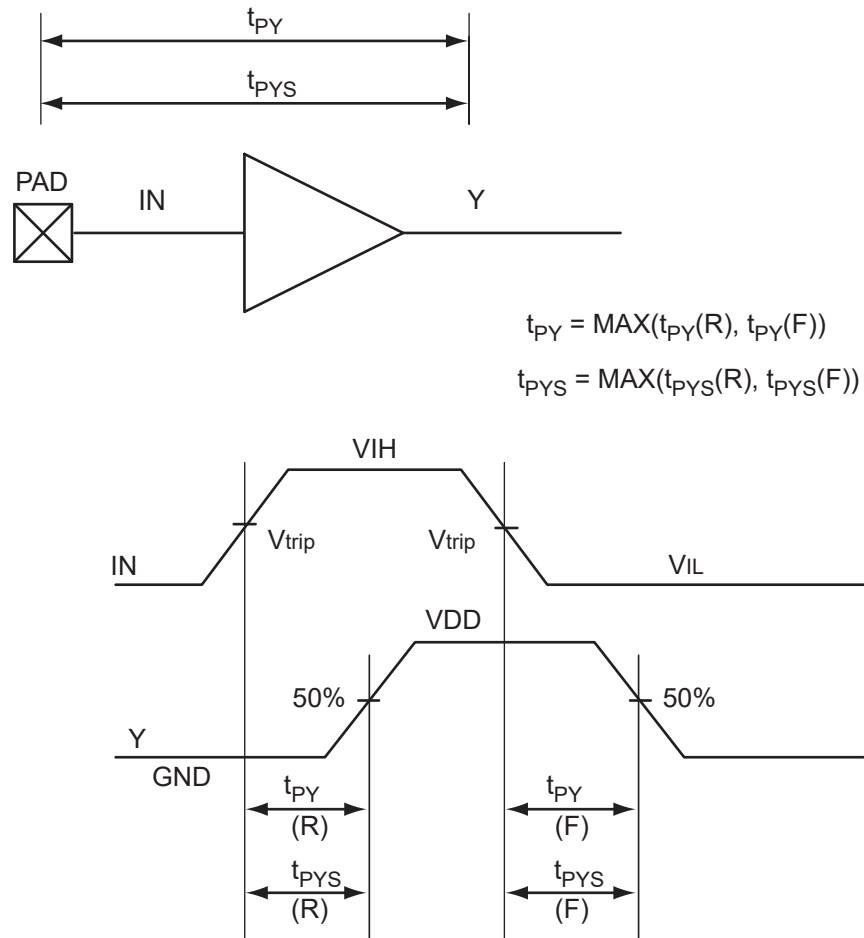 tPY
tPYS
PAD
IN
Y
tPY = MAX(tPY(R), tPY(F))
tPYS = MAX(tPYS(R), tPYS(F))
VIH
Vtrip
Vtrip
IN
VIL
VDD
50%
50%
Y
GND
tPY
(R)
tPY
(F)
tPYS
(R)
tPYS
(F)